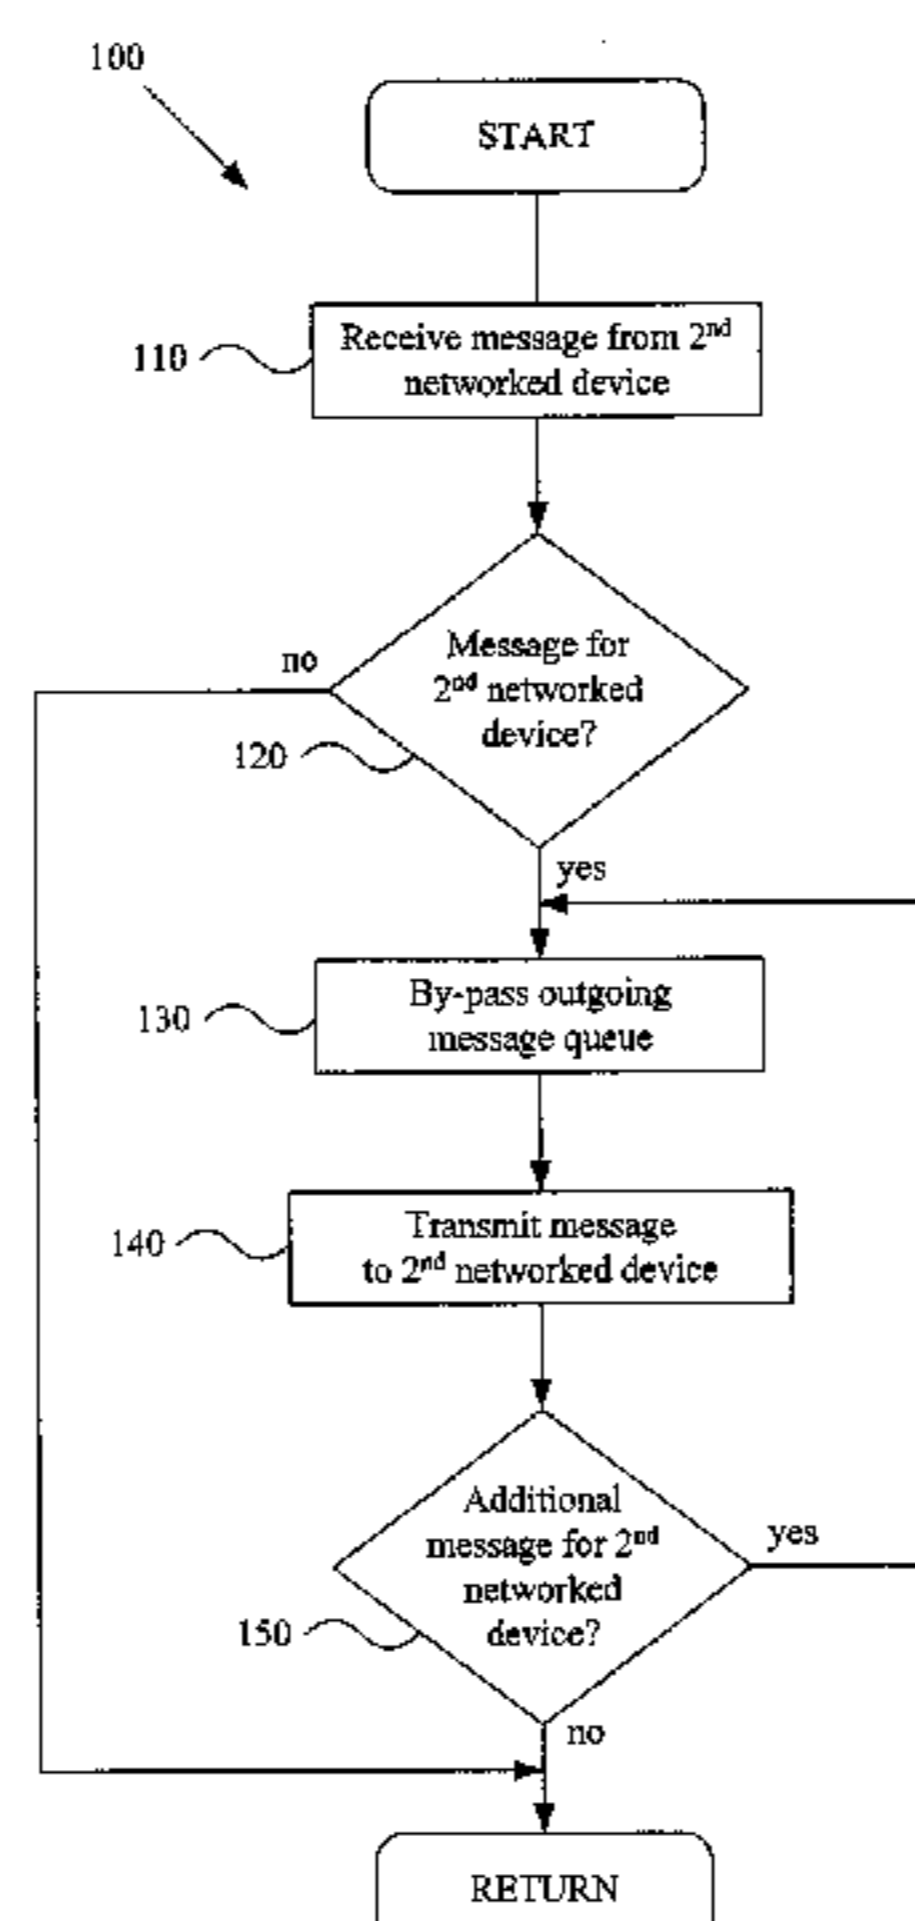 100
START
110
Receive message from 2nd
networked device
no
Message for
2nd networked
device?
120
yes
130
By-pass outgoing
message queue
140
Transmit message
to 2nd networked device
Additional
message for 2nd
networked
device?
yes
150
no
RETURN